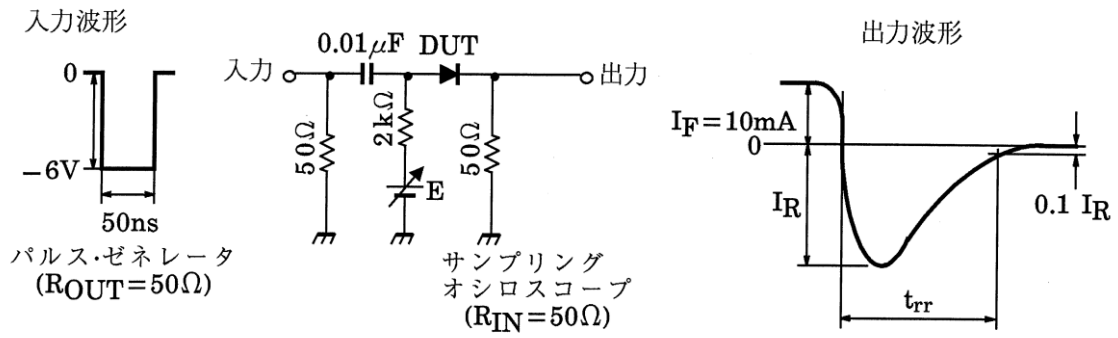 入力波形
0
−6V
50ns
パルス・ゼネレータ
(ROUT=50Ω)
0.01μF DUT
入力
出力
50Ω
2kΩ
50Ω
E
サンプリング
オシロスコープ
(RIN=50Ω)
出力波形
IF=10mA
0
IR
0.1 IR
trr